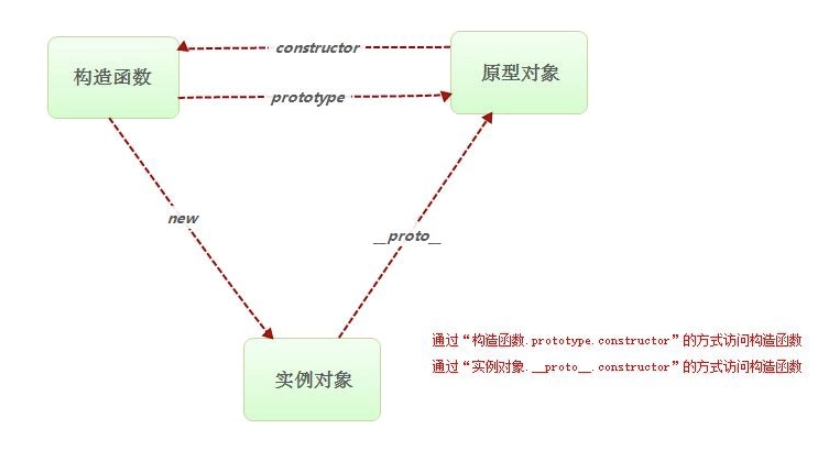 constructor
构造函数
原型对象
prototype
new
__proto__
通过“构造函数.prototype.constructor”的方式访问构造函数
通过“实例对象.__proto__.constructor”的方式访问构造函数
实例对象